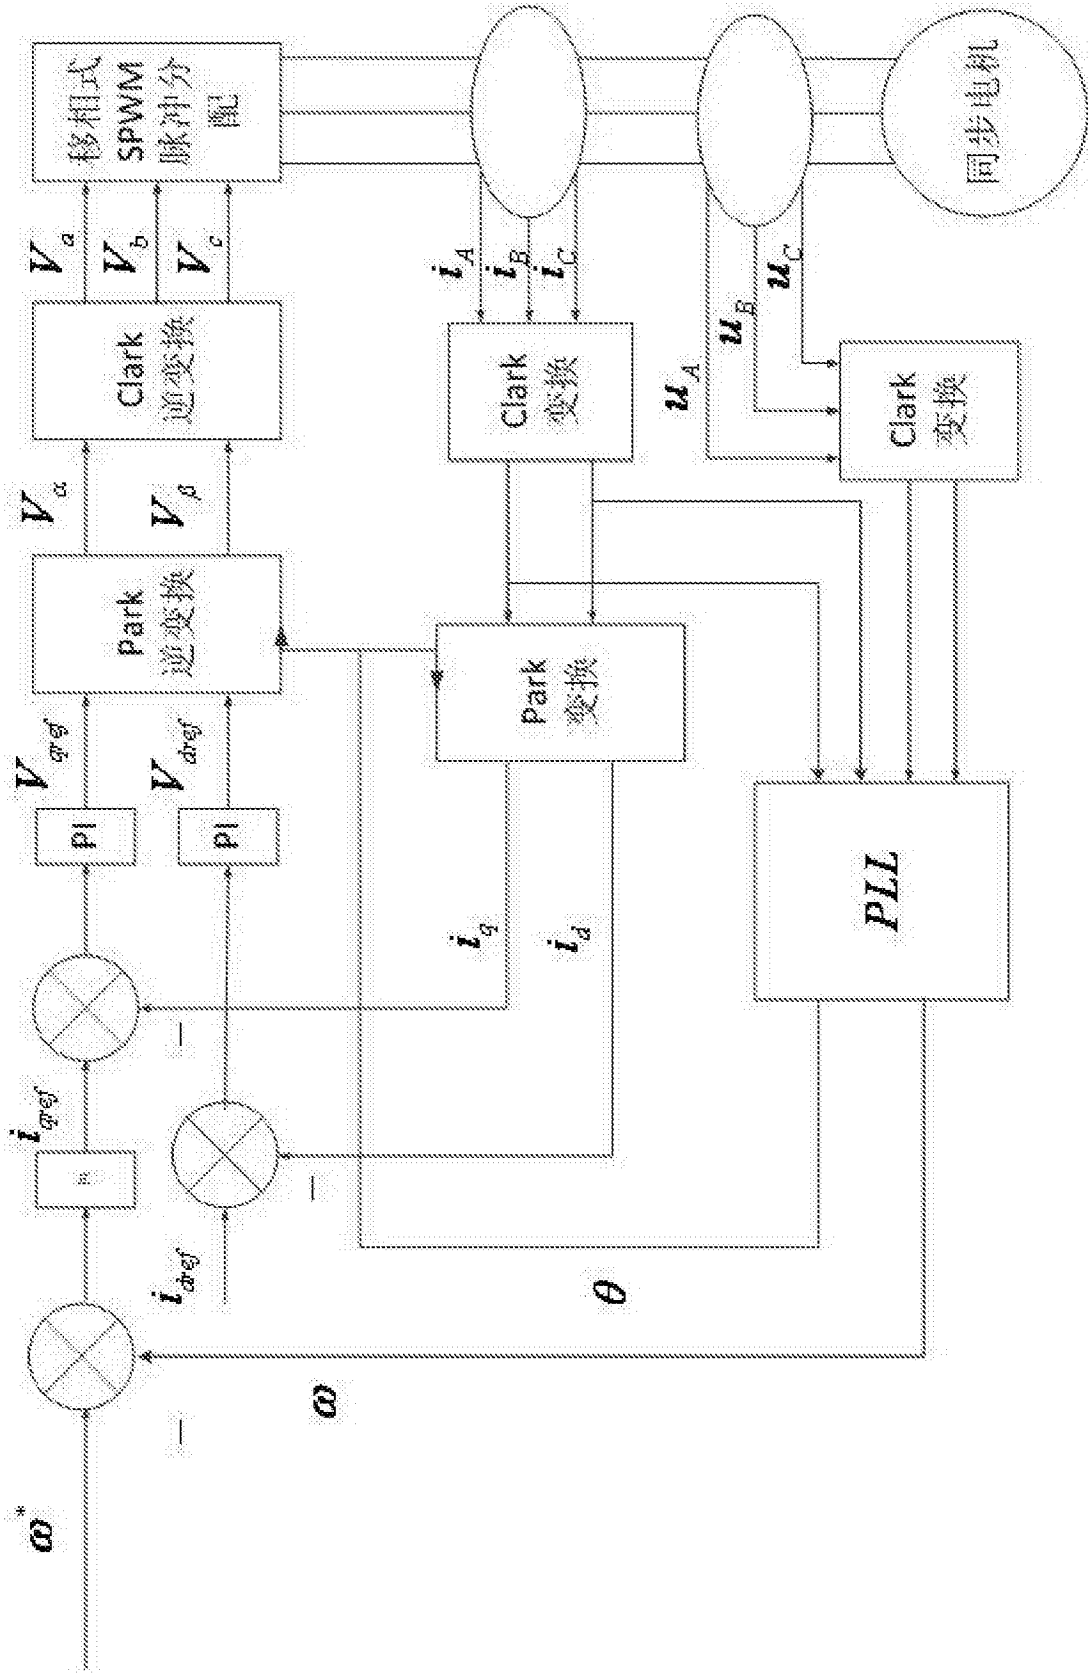 ω*
ω
−
i_dref
PI
i_qref
−
−
θ
PI
PI
V_qref
V_dref
i_q
i_d
PLL
Park
逆变换
Park
变换
V_α
V_β
Clark
逆变换
Clark
变换
Clark
变换
V_a
V_b
V_c
i_A
i_B
i_C
u_A
u_B
u_C
移相式
SPWM
脉冲分
配
同步电机